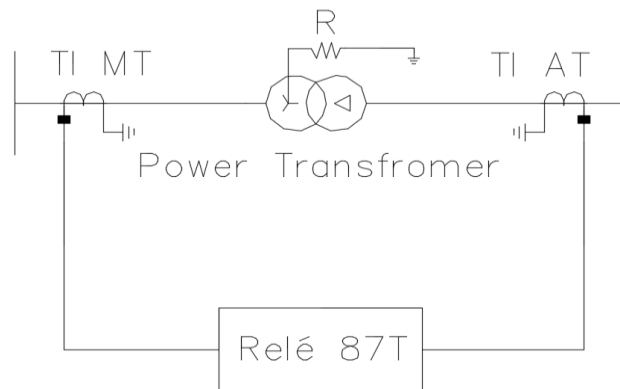 R
TI MT
TI AT
Power Transfromer
Relé 87T